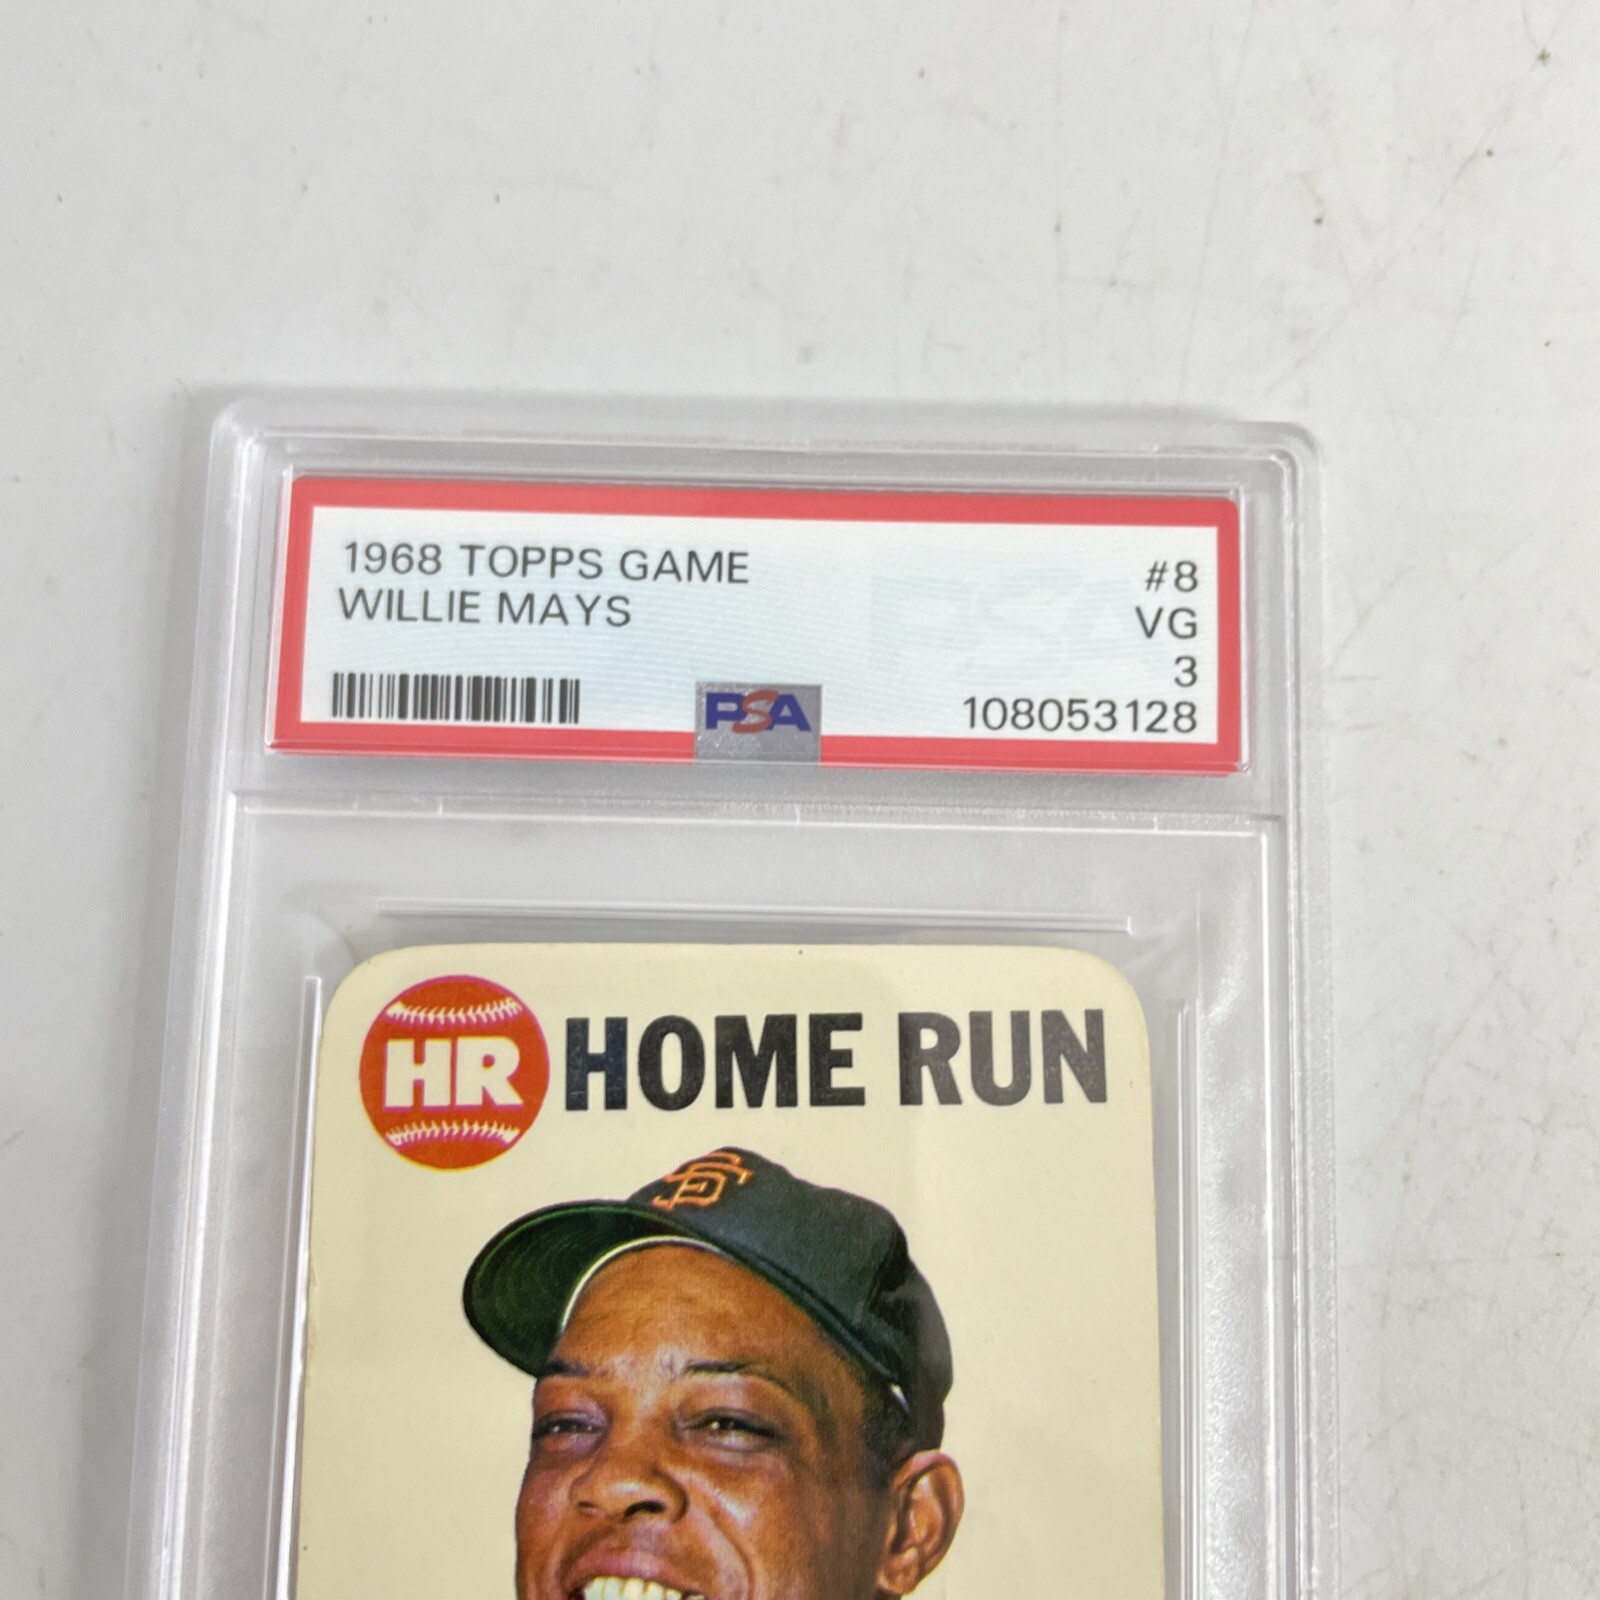 1968 TOPPS GAME #8
WILLIE MAYS VG
3
PSA 108053128
HR HOME RUN
SF